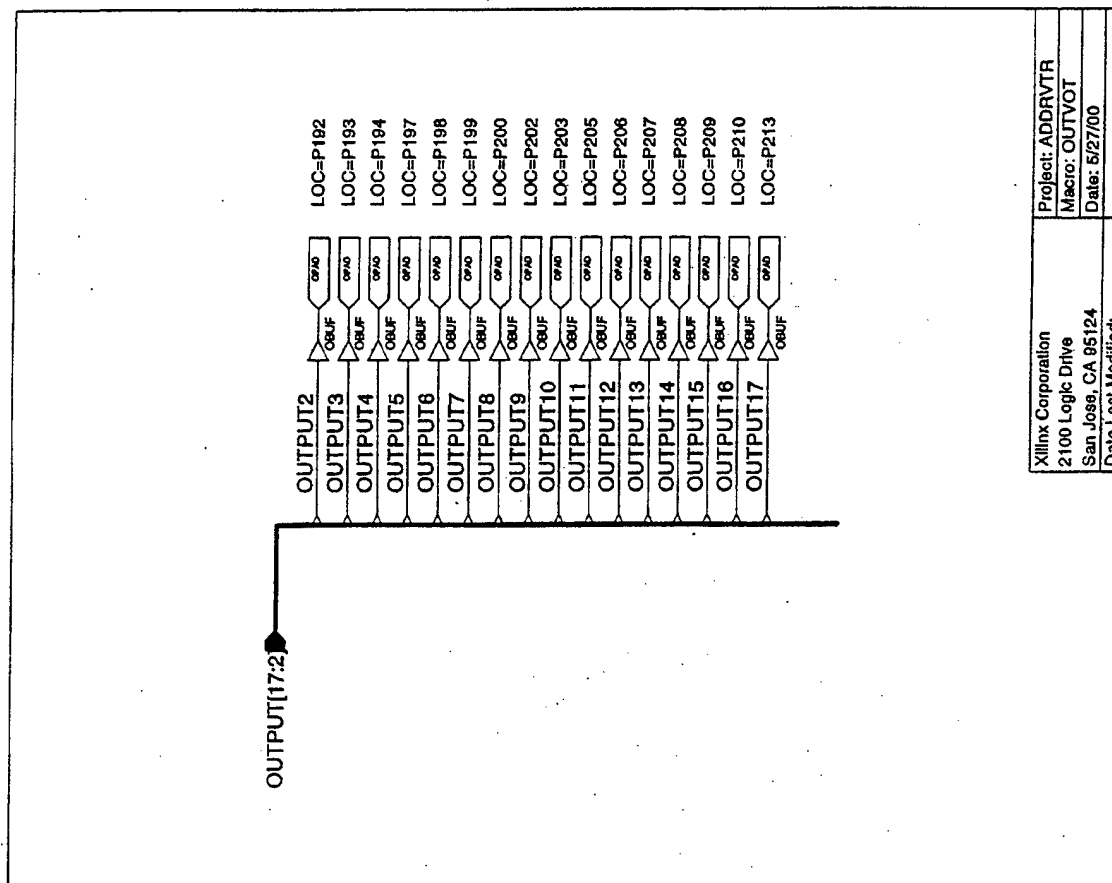 OUTPUT[17:2]
OUTPUT2
OBUF
OPAD
LOC=P192
OUTPUT3
OBUF
OPAD
LOC=P193
OUTPUT4
OBUF
OPAD
LOC=P194
OUTPUT5
OBUF
OPAD
LOC=P197
OUTPUT6
OBUF
OPAD
LOC=P198
OUTPUT7
OBUF
OPAD
LOC=P199
OUTPUT8
OBUF
OPAD
LOC=P200
OUTPUT9
OBUF
OPAD
LOC=P202
OUTPUT10
OBUF
OPAD
LOC=P203
OUTPUT11
OBUF
OPAD
LOC=P205
OUTPUT12
OBUF
OPAD
LOC=P206
OUTPUT13
OBUF
OPAD
LOC=P207
OUTPUT14
OBUF
OPAD
LOC=P208
OUTPUT15
OBUF
OPAD
LOC=P209
OUTPUT16
OBUF
OPAD
LOC=P210
OUTPUT17
OBUF
OPAD
LOC=P213
Xilinx Corporation
2100 Logic Drive
San Jose, CA 95124
Date Last Modified:
Project: ADDRVTR
Macro: OUTVOT
Date: 5/27/00